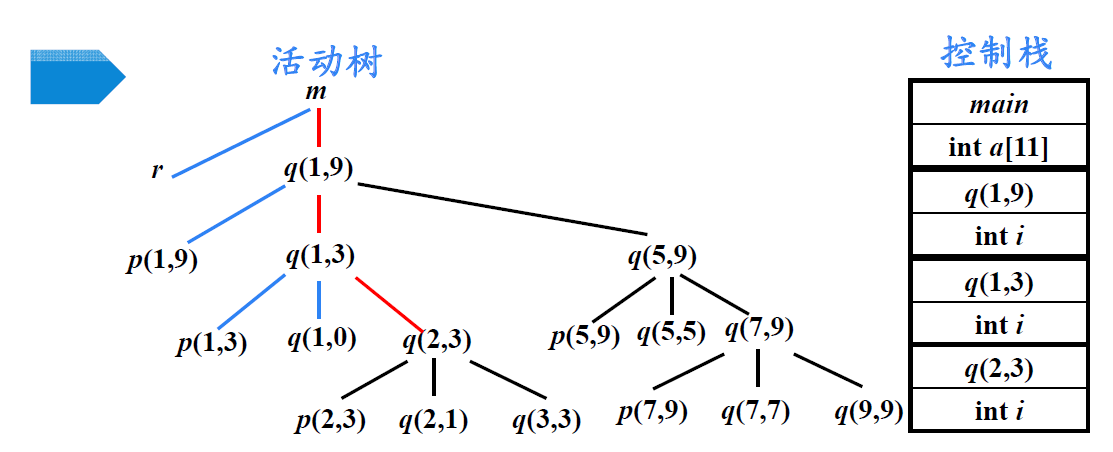 活动树
控制栈
m
r
q(1,9)
p(1,9)
q(1,3)
q(5,9)
p(1,3)
q(1,0)
q(2,3)
p(5,9)
q(5,5)
q(7,9)
p(2,3)
q(2,1)
q(3,3)
p(7,9)
q(7,7)
q(9,9)
main
int a[11]
q(1,9)
int i
q(1,3)
int i
q(2,3)
int i